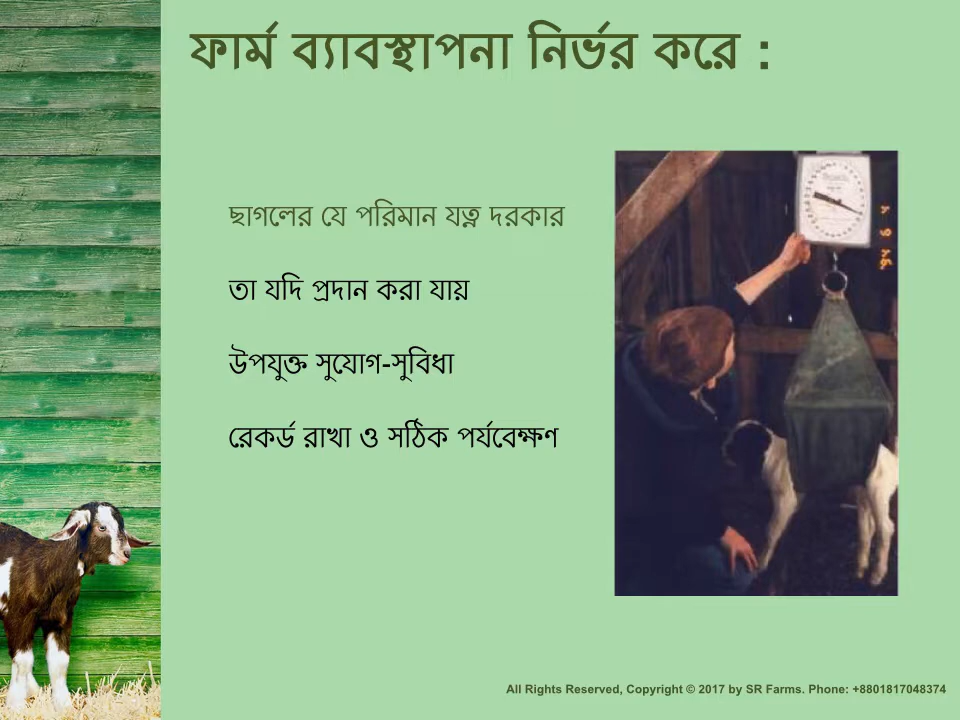 ফার্ম ব্যাবস্থাপনা নির্ভর করে :
ছাগলের যে পরিমান যত্ন দরকার
তা যদি প্রদান করা যায়
উপযুক্ত সুযোগ-সুবিধা
রেকর্ড রাখা ও সঠিক পর্যবেক্ষণ
All Rights Reserved, Copyright © 2017 by SR Farms. Phone: +8801817048374